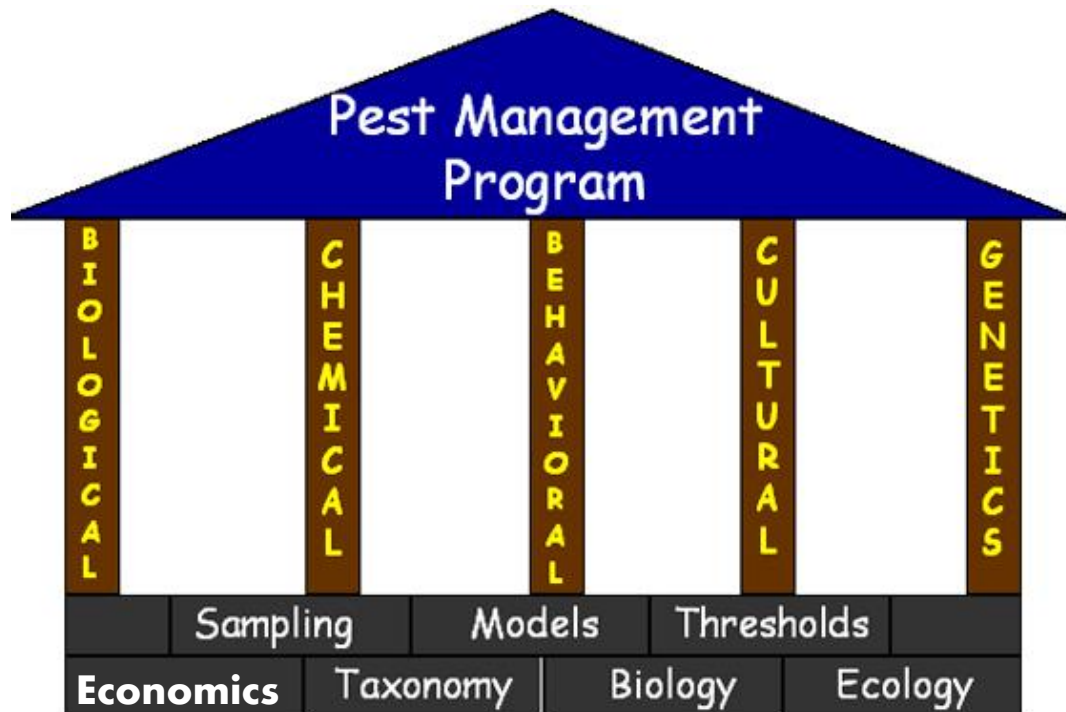 Pest Management
Program
BIOLOGICAL
CHEMICAL
BEHAVIORAL
CULTURAL
GENETICS
Sampling
Models
Thresholds
Economics
Taxonomy
Biology
Ecology